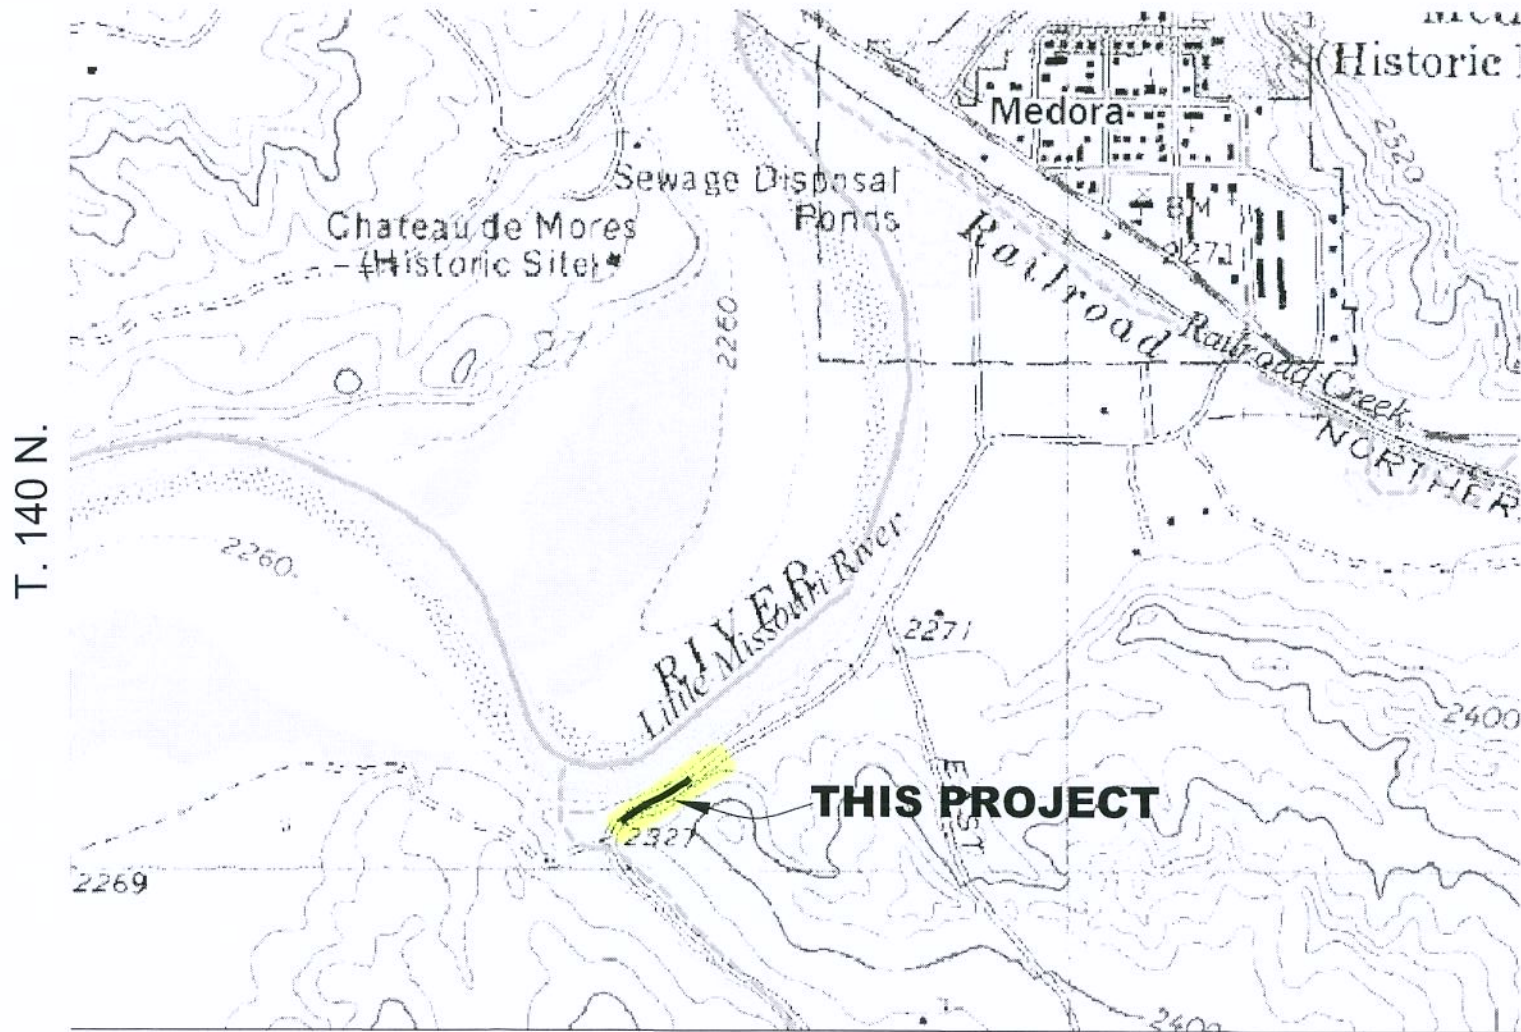 (Historic
Medora
2520
Sewage Disposal
Ponds
BM
2271
Chateau de Mores
(Historic Site)
Railroad
Railroad Creek
27
2260
NORTHER
T. 140 N.
2260
RIVER
Little Missouri River
2271
2400
THIS PROJECT
EAST
2327
2269
2400